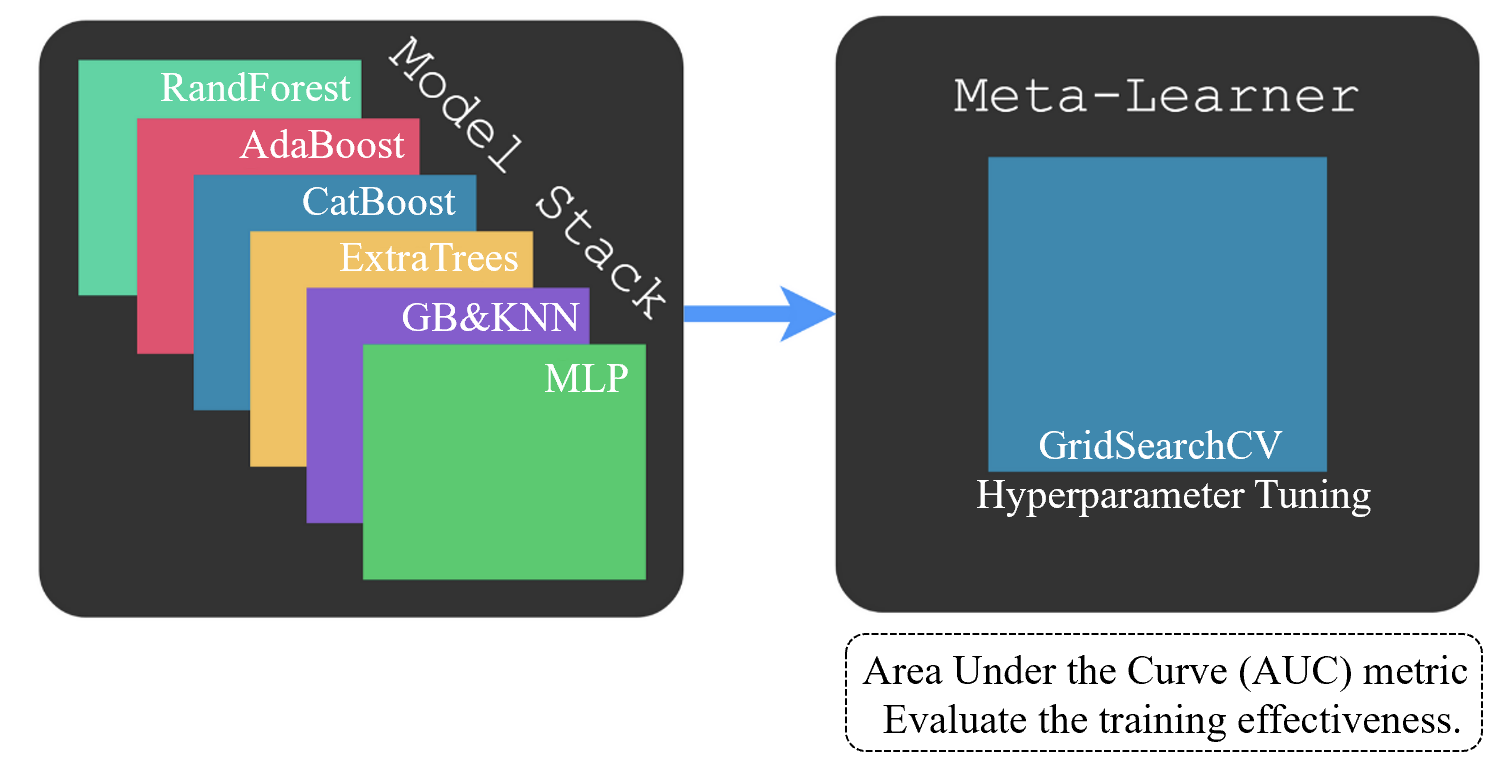 Model Stack
RandForest
AdaBoost
CatBoost
ExtraTrees
GB&KNN
MLP
Meta-Learner
GridSearchCV
Hyperparameter Tuning
Area Under the Curve (AUC) metric
Evaluate the training effectiveness.